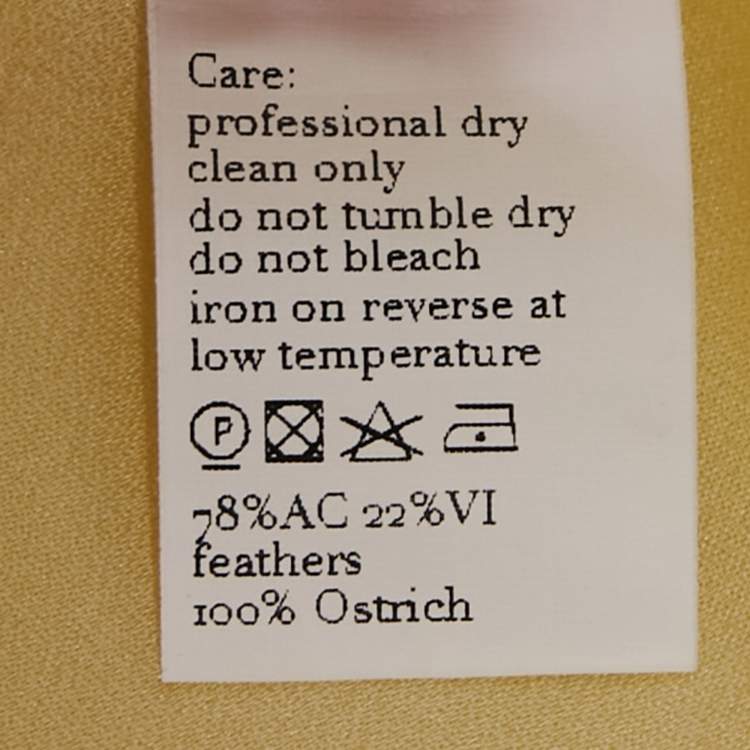 Care:
professional dry
clean only
do not tumble dry
do not bleach
iron on reverse at
low temperature
P
78%AC 22%VI
feathers
100% Ostrich